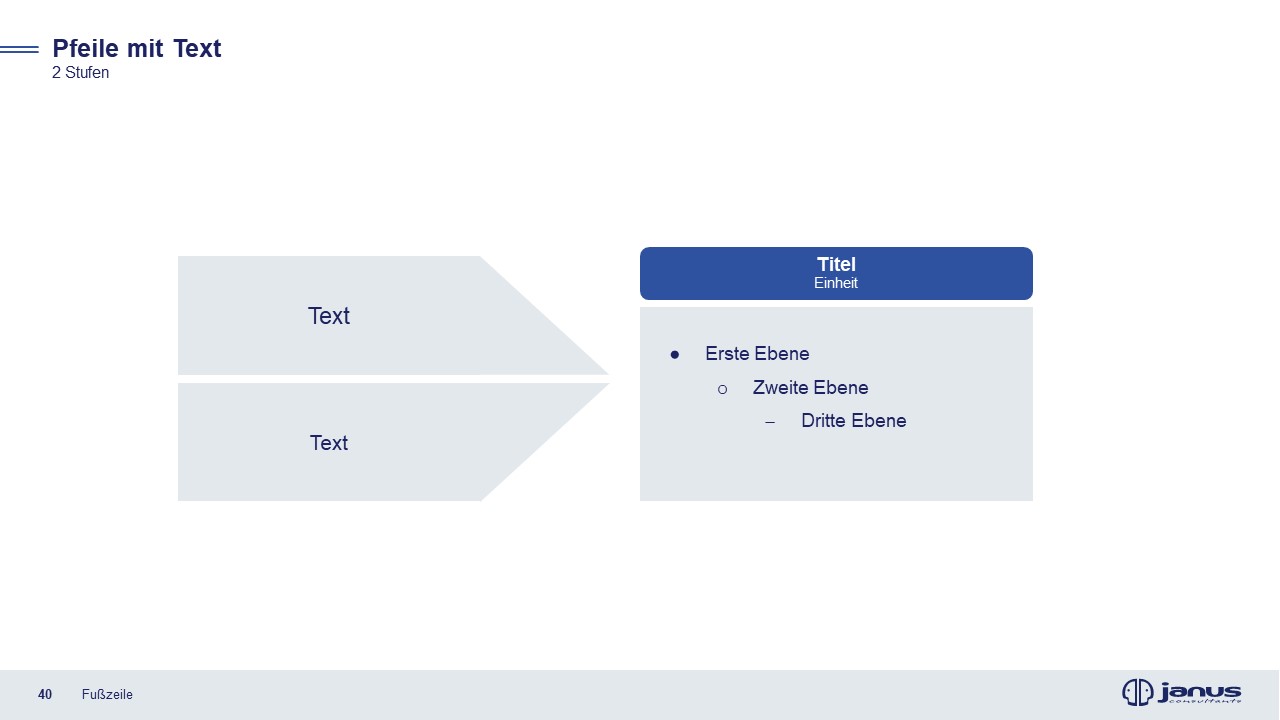 Pfeile mit Text
2 Stufen
Text
Text
Titel
Einheit
● Erste Ebene
○ Zweite Ebene
– Dritte Ebene
40 Fußzeile
janus
consultants